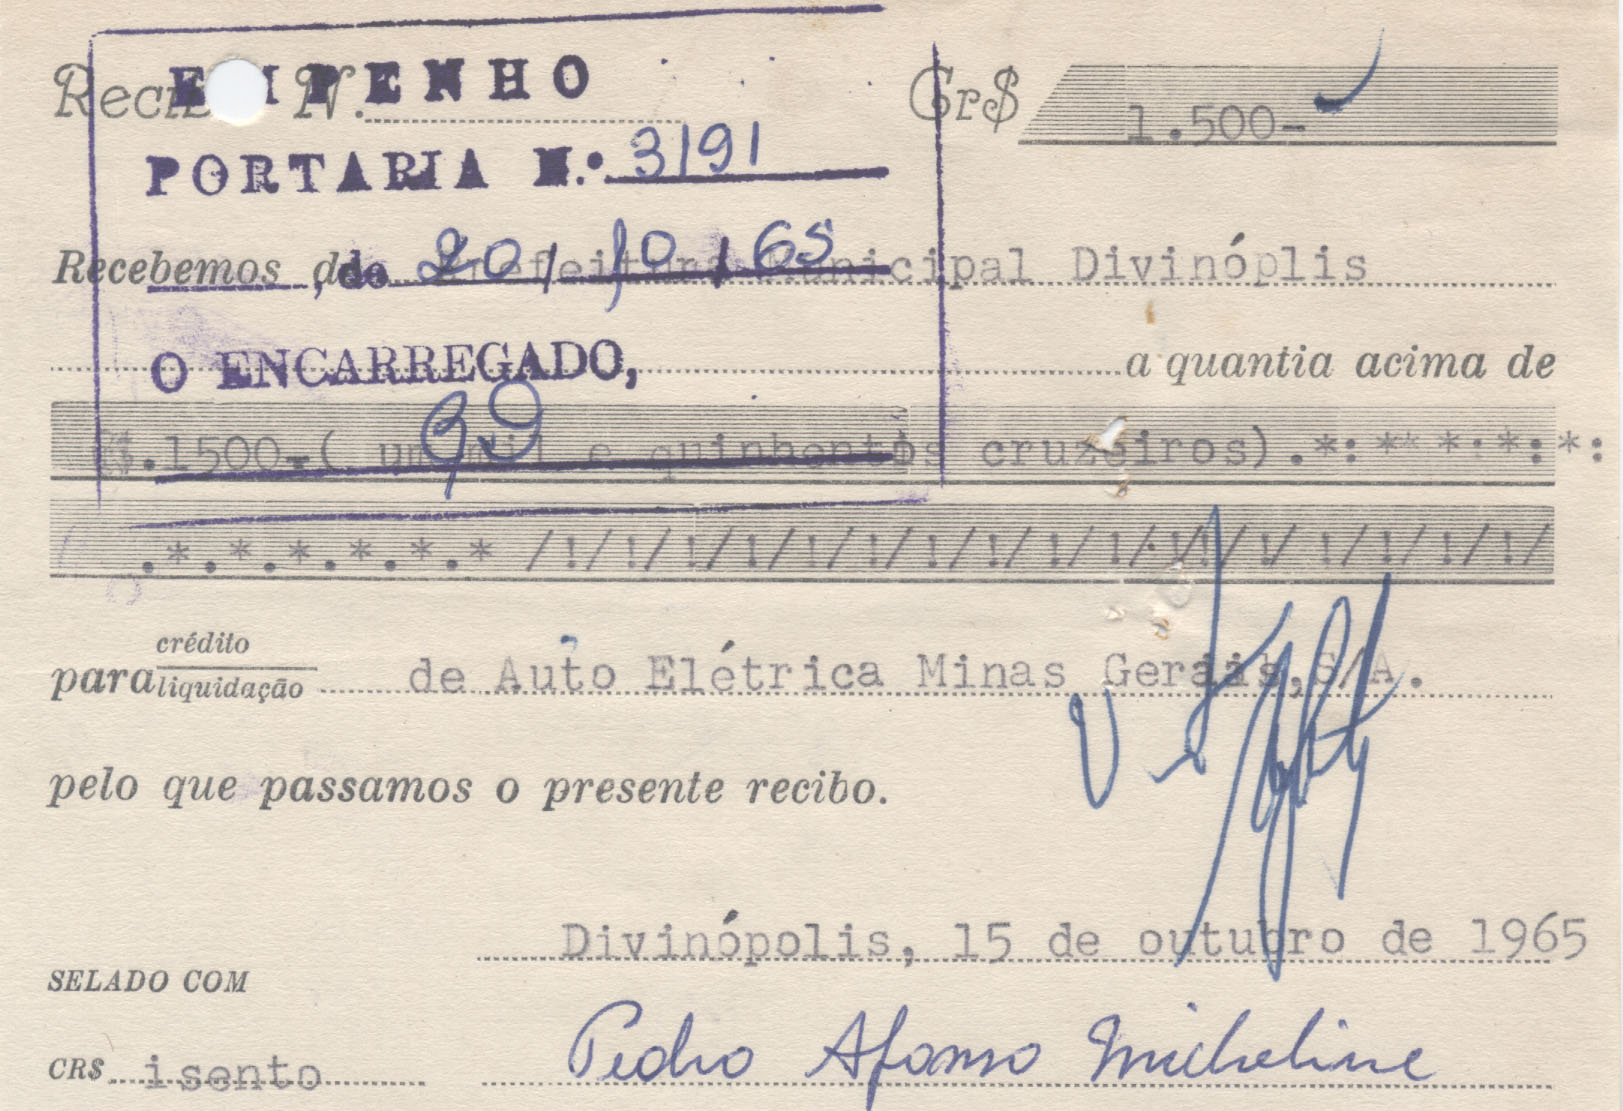 Recibo N. Cr$ 1.500-
EMPENHO
PORTARIA N.º 3191
Recebemos da Prefeitura Municipal Divinóplis
, de 20/10/65
O ENCARREGADO,
a quantia acima de
.1500-( um mil e quinhentos cruzeiros).*:***:*:*:
.*.*.*.*.*.* /!/!/!/!/!/!/!/!/!/!/!/!/!/!/!/!/
para crédito
liquidação de Auto Elétrica Minas Gerais,S/A.
pelo que passamos o presente recibo.
Divinópolis, 15 de outubro de 1965
SELADO COM
CR$ isento Pedro Afonso Micheline